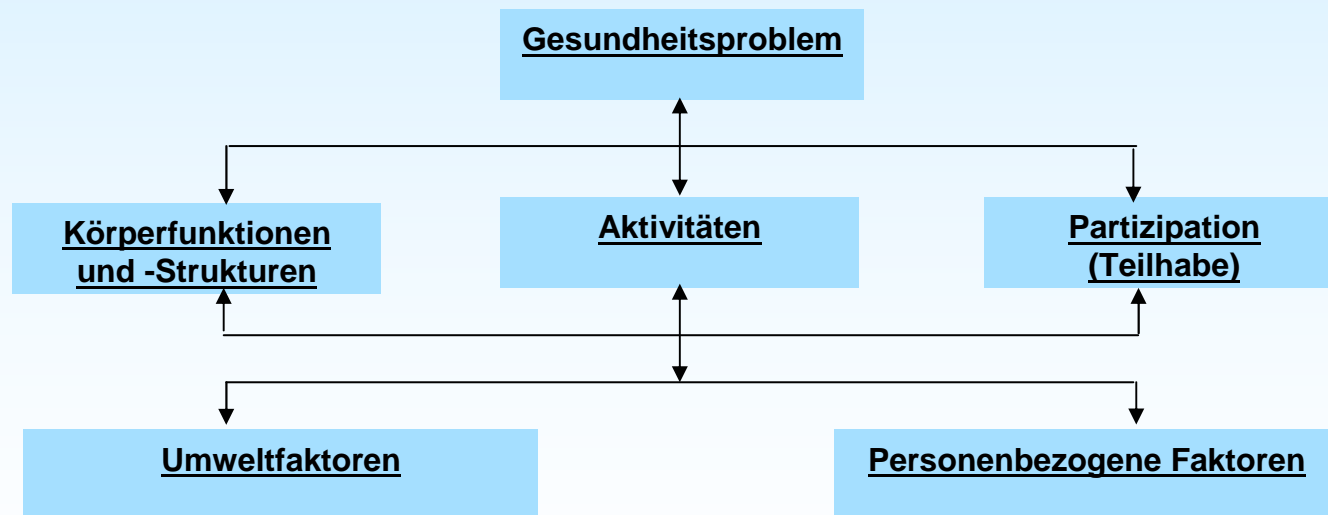 Gesundheitsproblem
Körperfunktionen
und -Strukturen
Aktivitäten
Partizipation
(Teilhabe)
Umweltfaktoren
Personenbezogene Faktoren